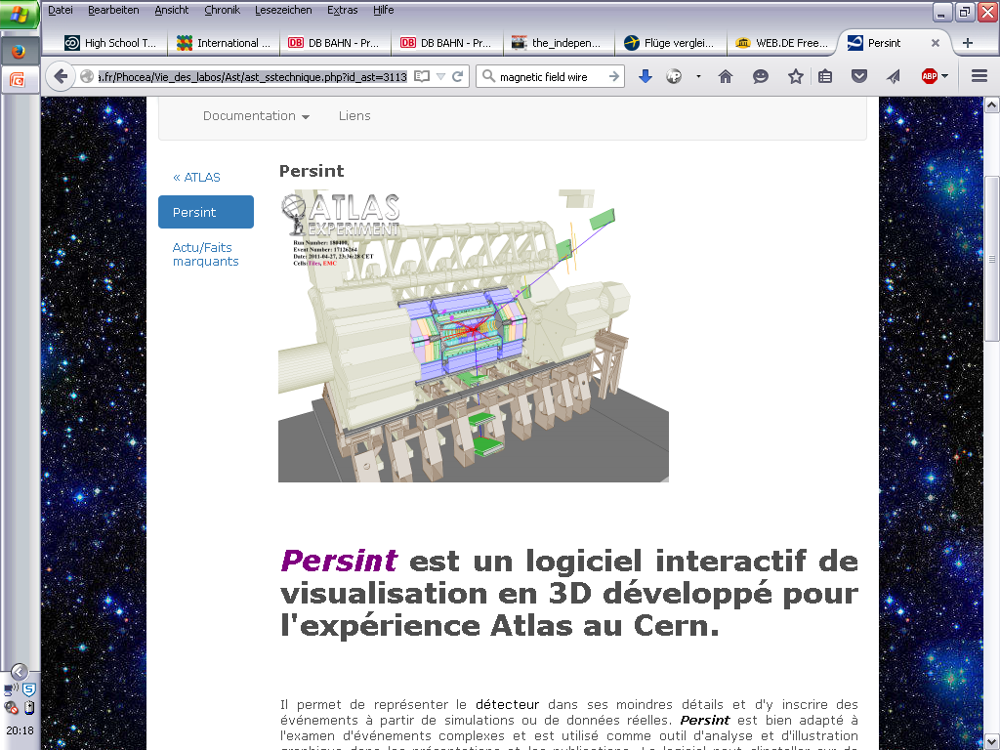 Datei Bearbeiten Ansicht Chronik Lesezeichen Extras Hilfe
High School T... International ... DB BAHN - Pr... DB BAHN - Pr... the_indepen... Flüge verglei... WEB.DE Free... Persint
a.fr/Phocea/Vie_des_labos/Ast/ast_sstechnique.php?id_ast=3113 magnetic field wire ABP
Documentation Liens
« ATLAS
Persint
Actu/Faits
marquants
Persint
ATLAS
EXPERIMENT
Run Number: 180400,
Event Number: 17126264
Date: 2011-04-27, 23:36:28 CET
Cells:Tiles, EMC
Persint est un logiciel interactif de
visualisation en 3D développé pour
l'expérience Atlas au Cern.
Il permet de représenter le détecteur dans ses moindres détails et d'y inscrire des
événements à partir de simulations ou de données réelles. Persint est bien adapté à
l'examen d'événements complexes et est utilisé comme outil d'analyse et d'illustration
20:18